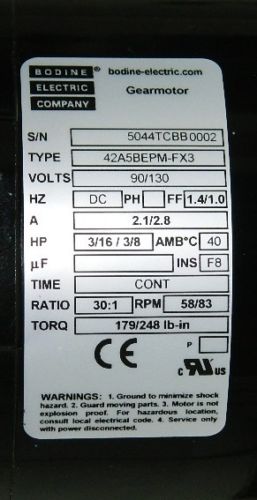 BODINE ® bodine-electric.com
ELECTRIC Gearmotor
COMPANY
S/N 5044TCBB0002
TYPE 42A5BEPM-FX3
VOLTS 90/130
HZ DC PH FF 1.4/1.0
A 2.1/2.8
HP 3/16 / 3/8 AMB°C 40
µF INS F8
TIME CONT
RATIO 30:1 RPM 58/83
TORQ 179/248 lb-in
CE P
c RU US
WARNINGS: 1. Ground to minimize shock
hazard. 2. Guard moving parts. 3. Motor is not
explosion proof. For hazardous location,
consult local electrical code. 4. Service only
with power disconnected.